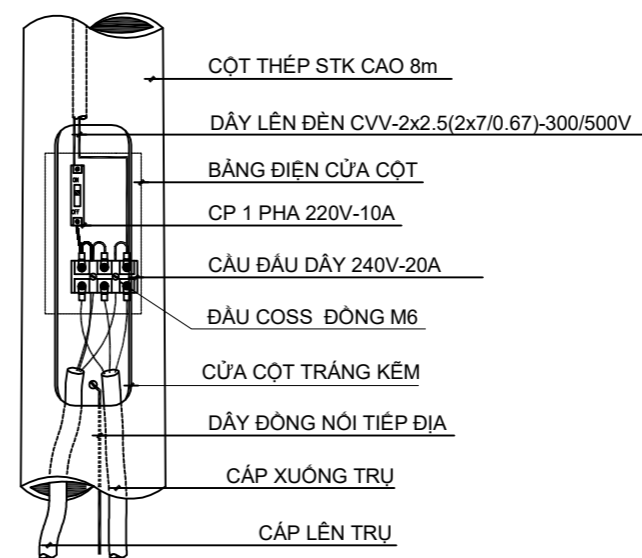 CỘT THÉP STK CAO 8m
DÂY LÊN ĐÈN CVV-2x2.5(2x7/0.67)-300/500V
BẢNG ĐIỆN CỬA CỘT
ON
CP 1 PHA 220V-10A
OFF
CẦU ĐẤU DÂY 240V-20A
ĐẦU COSS ĐỒNG M6
CỬA CỘT TRÁNG KẼM
DÂY ĐỒNG NỐI TIẾP ĐỊA
CÁP XUỐNG TRỤ
CÁP LÊN TRỤ